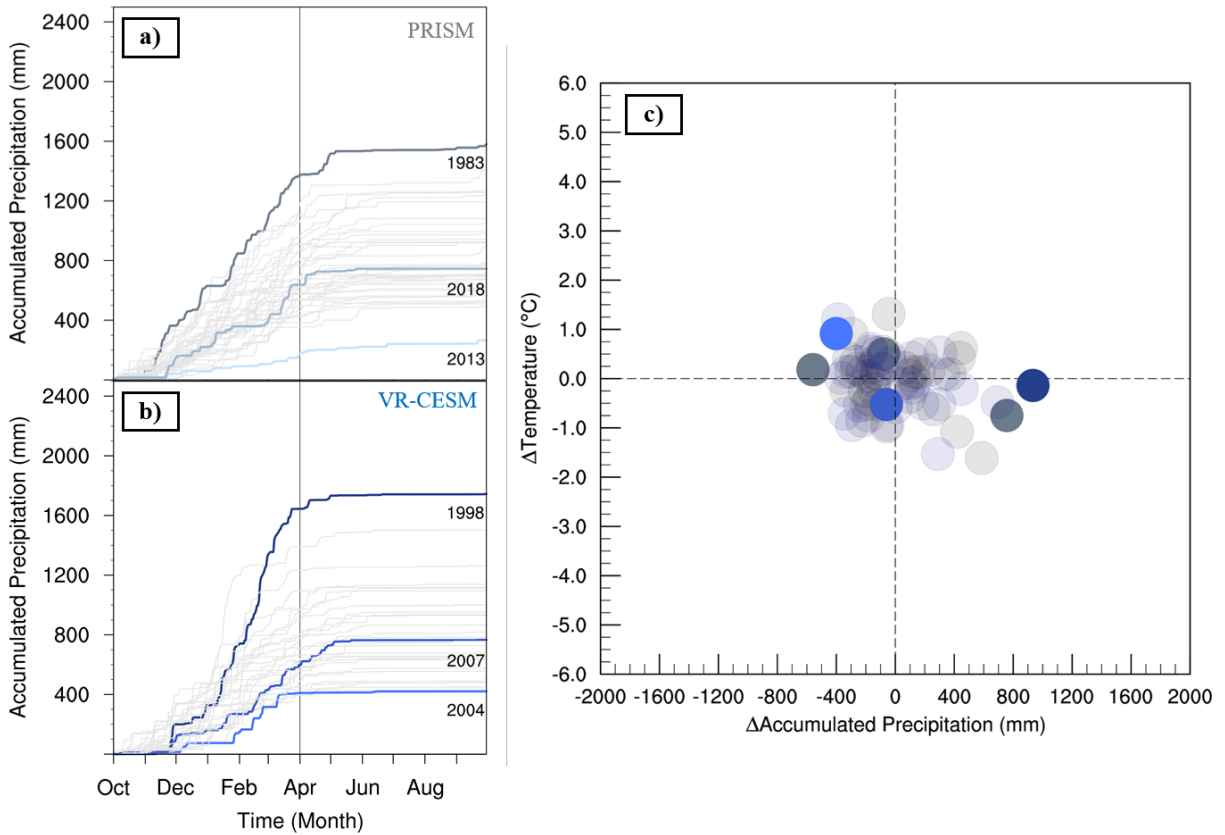 a)
PRISM
Accumulated Precipitation (mm)
2400
2000
1600
1200
800
400
1983
2018
2013
b)
VR-CESM
Accumulated Precipitation (mm)
2400
2000
1600
1200
800
400
1998
2007
2004
Oct Dec Feb Apr Jun Aug
Time (Month)
c)
ΔTemperature (°C)
6.0
5.0
4.0
3.0
2.0
1.0
0.0
-1.0
-2.0
-3.0
-4.0
-5.0
-6.0
-2000 -1600 -1200 -800 -400 0 400 800 1200 1600 2000
ΔAccumulated Precipitation (mm)